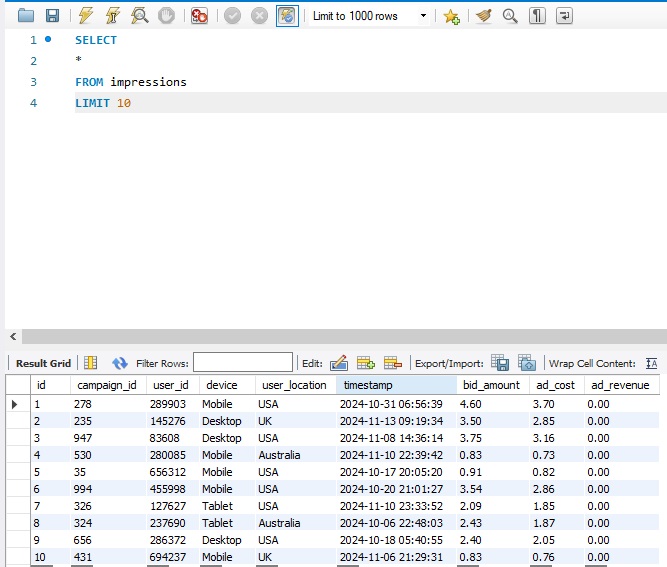 Limit to 1000 rows
1 SELECT
2 *
3 FROM impressions
4 LIMIT 10
Result Grid Filter Rows: Edit: Export/Import: Wrap Cell Content:
id campaign_id user_id device user_location timestamp bid_amount ad_cost ad_revenue
1 278 289903 Mobile USA 2024-10-31 06:56:39 4.60 3.70 0.00
2 235 145276 Desktop UK 2024-11-13 09:19:34 3.50 2.85 0.00
3 947 83608 Desktop USA 2024-11-08 14:36:14 3.75 3.16 0.00
4 530 280085 Mobile Australia 2024-11-10 22:39:42 0.83 0.73 0.00
5 35 656312 Mobile USA 2024-10-17 20:05:20 0.91 0.82 0.00
6 994 455998 Mobile USA 2024-10-20 21:01:27 3.54 2.86 0.00
7 326 127627 Tablet USA 2024-11-10 23:33:52 2.09 1.85 0.00
8 324 237690 Tablet Australia 2024-10-06 22:48:03 2.43 1.87 0.00
9 656 286372 Desktop USA 2024-10-18 05:40:55 2.40 2.05 0.00
10 431 694237 Mobile UK 2024-11-06 21:29:31 0.83 0.76 0.00